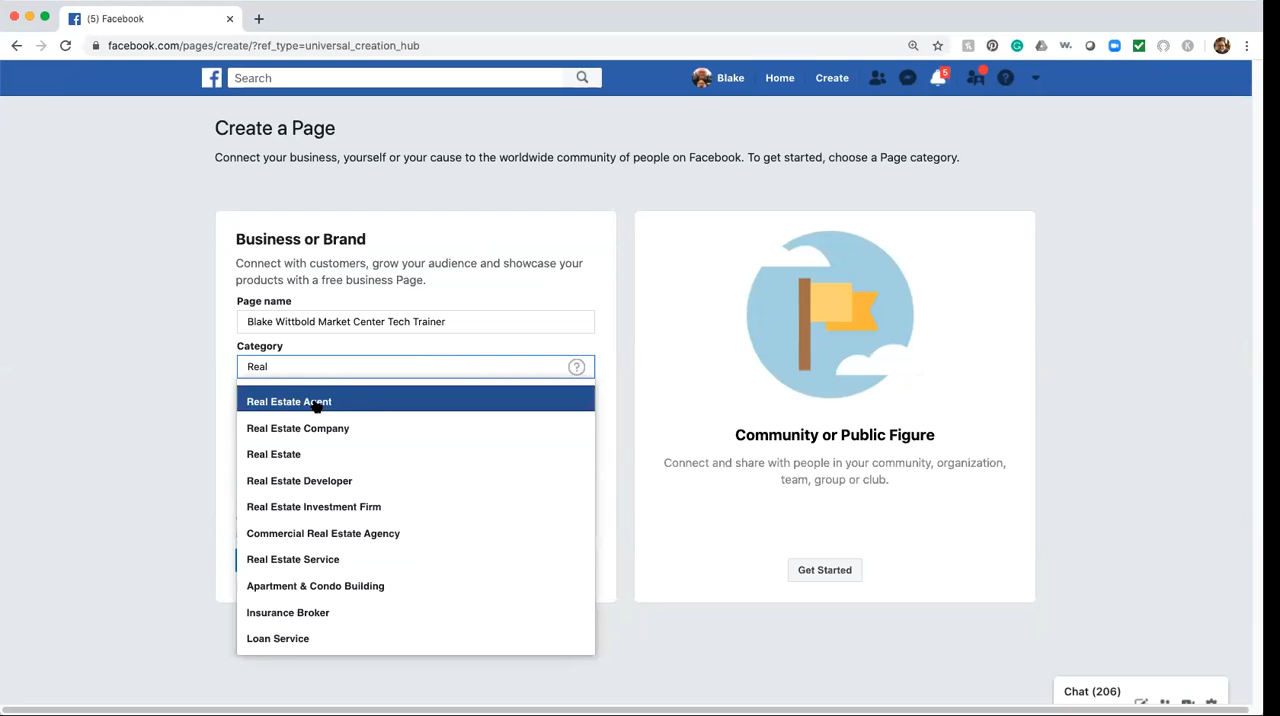 (5) Facebook
facebook.com/pages/create/?ref_type=universal_creation_hub
Search
Blake
Home
Create
5
Create a Page
Connect your business, yourself or your cause to the worldwide community of people on Facebook. To get started, choose a Page category.
Business or Brand
Connect with customers, grow your audience and showcase your
products with a free business Page.
Page name
Blake Wittbold Market Center Tech Trainer
Category
Real
Real Estate Agent
Real Estate Company
Real Estate
Real Estate Developer
Real Estate Investment Firm
Commercial Real Estate Agency
Real Estate Service
Apartment & Condo Building
Insurance Broker
Loan Service
Community or Public Figure
Connect and share with people in your community, organization,
team, group or club.
Get Started
Chat (206)